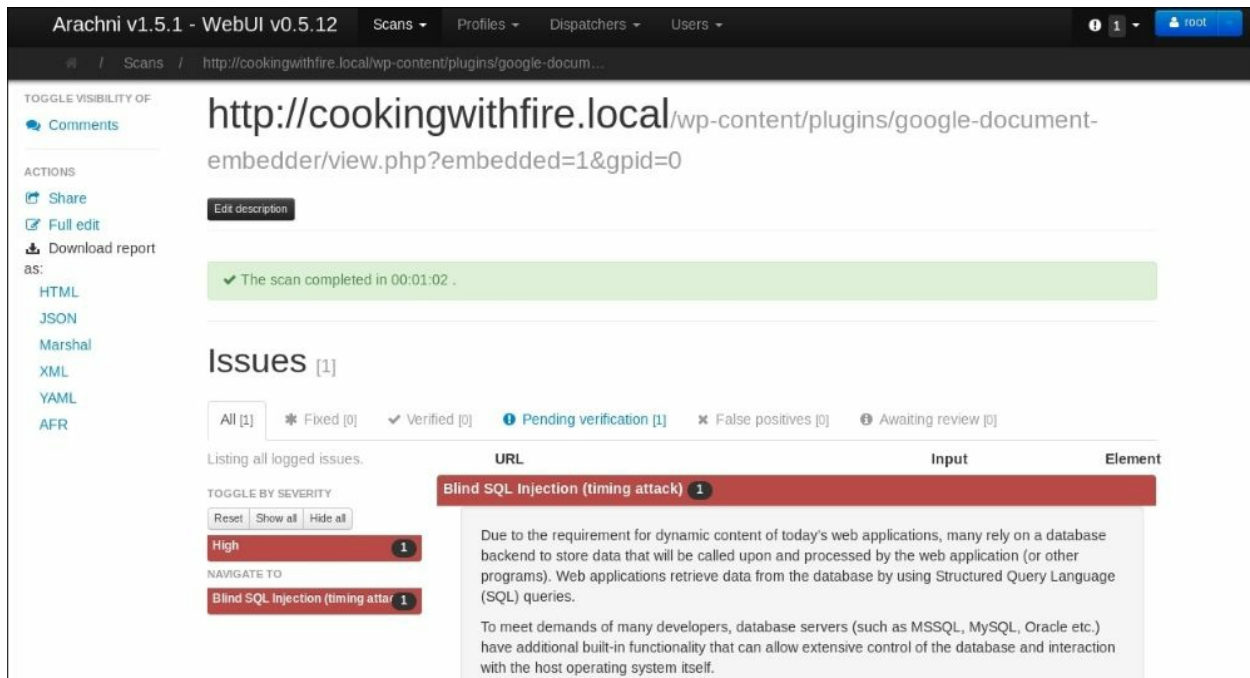 Arachni v1.5.1 - WebUI v0.5.12 Scans Profiles Dispatchers Users 1 root
/ Scans / http://cookingwithfire.local/wp-content/plugins/google-docum...
TOGGLE VISIBILITY OF
Comments
ACTIONS
Share
Full edit
Download report
as:
HTML
JSON
Marshal
XML
YAML
AFR
http://cookingwithfire.local/wp-content/plugins/google-document-
embedder/view.php?embedded=1&gpid=0
Edit description
The scan completed in 00:01:02 .
Issues [1]
All [1] Fixed [0] Verified [0] Pending verification [1] False positives [0] Awaiting review [0]
Listing all logged issues.
TOGGLE BY SEVERITY
Reset Show all Hide all
High 1
NAVIGATE TO
Blind SQL Injection (timing attac 1
URL Input Element
Blind SQL Injection (timing attack) 1
Due to the requirement for dynamic content of today's web applications, many rely on a database
backend to store data that will be called upon and processed by the web application (or other
programs). Web applications retrieve data from the database by using Structured Query Language
(SQL) queries.
To meet demands of many developers, database servers (such as MSSQL, MySQL, Oracle etc.)
have additional built-in functionality that can allow extensive control of the database and interaction
with the host operating system itself.